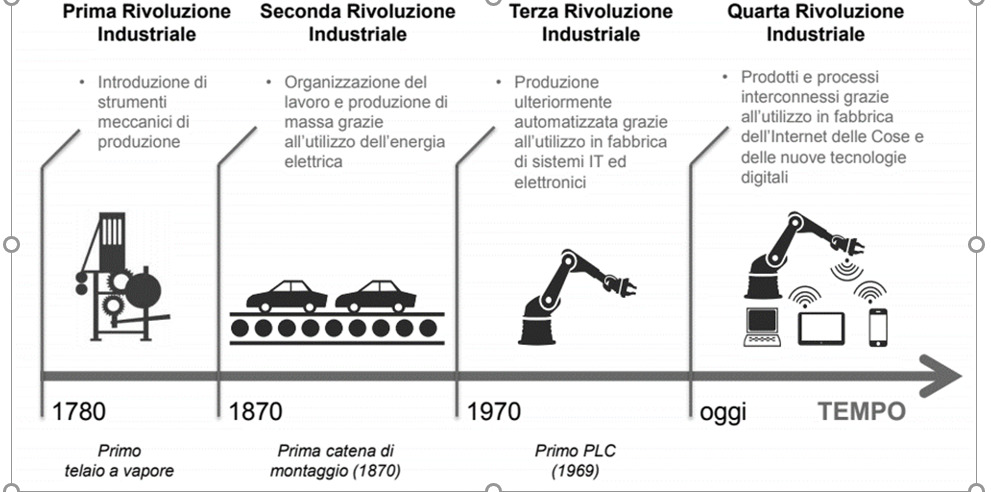 Prima Rivoluzione
Industriale
Introduzione di
strumenti
meccanici di
produzione
Seconda Rivoluzione
Industriale
Organizzazione del
lavoro e produzione di
massa grazie
all'utilizzo dell'energia
elettrica
Terza Rivoluzione
Industriale
Produzione
ulteriormente
automatizzata grazie
all'utilizzo in fabbrica
di sistemi IT ed
elettronici
Quarta Rivoluzione
Industriale
Prodotti e processi
interconnessi grazie
all'utilizzo in fabbrica
dell'Internet delle Cose e
delle nuove tecnologie
digitali
1780
1870
1970
oggi
TEMPO
Primo
telaio a vapore
Prima catena di
montaggio (1870)
Primo PLC
(1969)